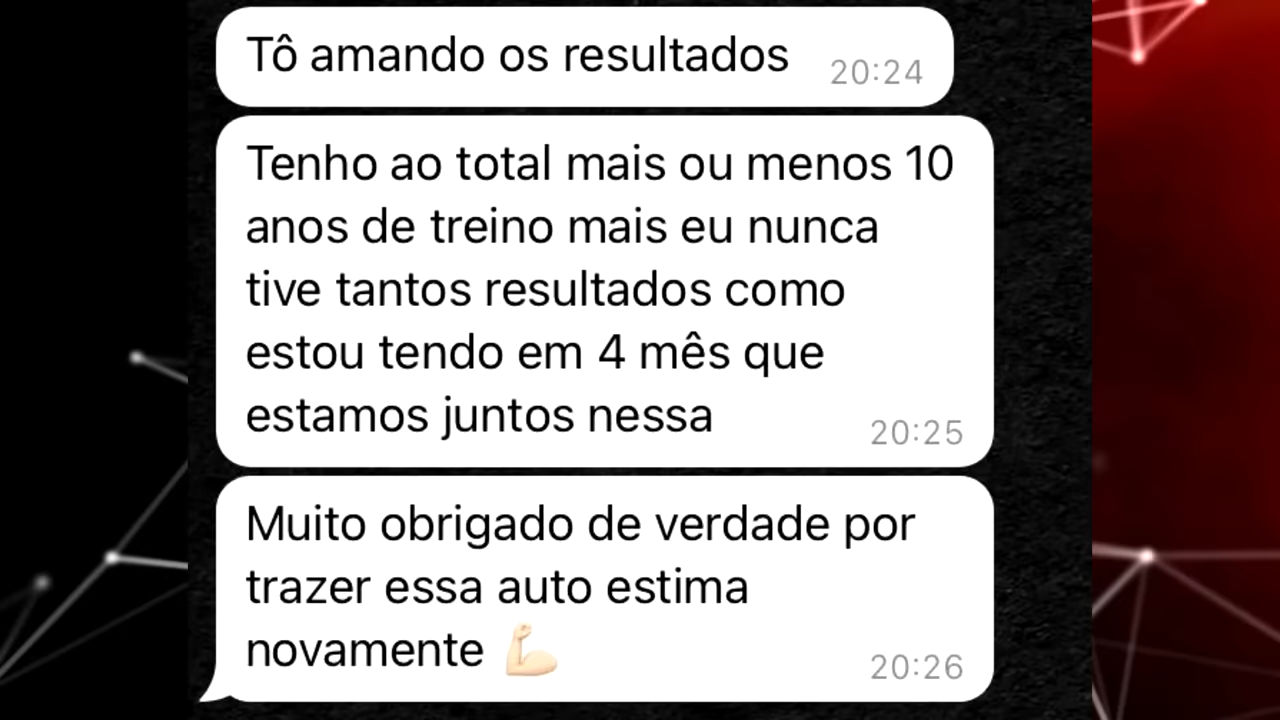 Tô amando os resultados 20:24
Tenho ao total mais ou menos 10
anos de treino mais eu nunca
tive tantos resultados como
estou tendo em 4 mês que
estamos juntos nessa 20:25
Muito obrigado de verdade por
trazer essa auto estima
novamente 💪🏻 20:26